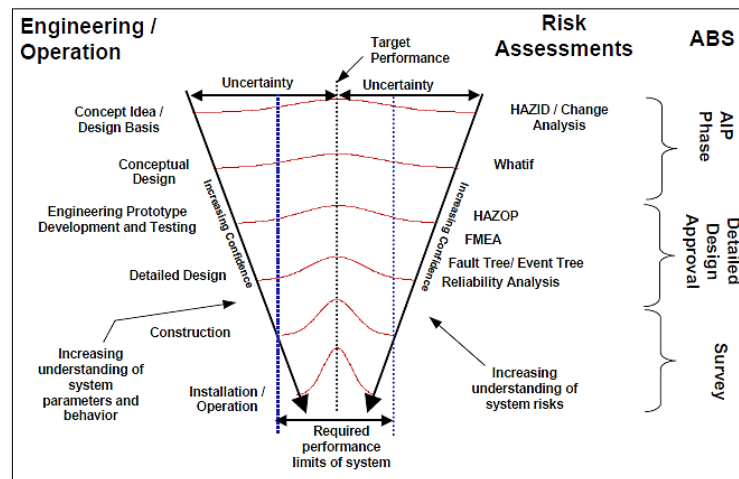 Engineering /
Operation
Target
Performance
Risk
Assessments
ABS
Uncertainty
Uncertainty
Concept Idea /
Design Basis
HAZID / Change
Analysis
AIP
Phase
Conceptual
Design
Whatif
Increasing Confidence
Increasing Confidence
Engineering Prototype
Development and Testing
HAZOP
FMEA
Detailed
Design
Approval
Detailed Design
Fault Tree/ Event Tree
Reliability Analysis
Construction
Increasing
understanding of
system
parameters and
behavior
Increasing
understanding of
system risks
Survey
Installation /
Operation
Required
performance
limits of system